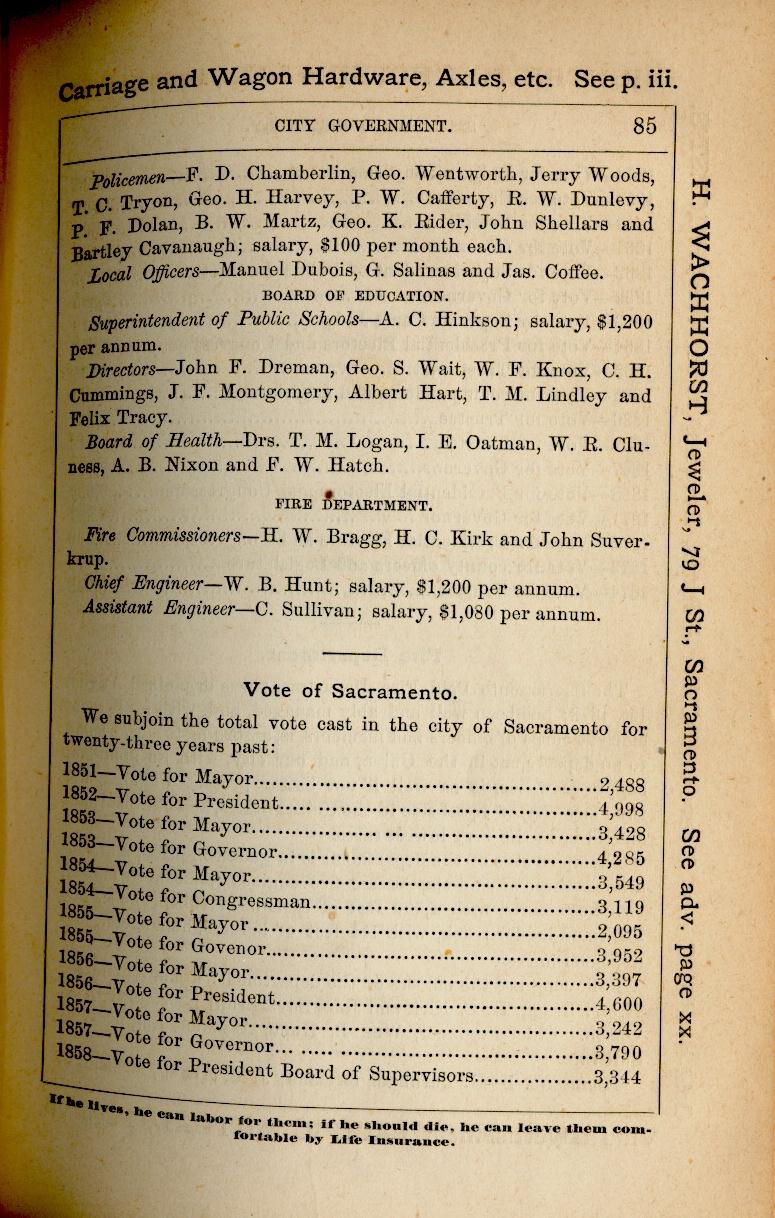 Carriage and Wagon Hardware, Axles, etc. See p. iii.
CITY GOVERNMENT. 85
Policemen—F. D. Chamberlin, Geo. Wentworth, Jerry Woods,
T. C. Tryon, Geo. H. Harvey, P. W. Cafferty, R. W. Dunlevy,
P. F. Dolan, B. W. Martz, Geo. K. Rider, John Shellars and
Bartley Cavanaugh; salary, $100 per month each.
Local Officers—Manuel Dubois, G. Salinas and Jas. Coffee.
BOARD OF EDUCATION.
Superintendent of Public Schools—A. C. Hinkson; salary, $1,200
per annum.
Directors—John F. Dreman, Geo. S. Wait, W. F. Knox, C. H.
Cummings, J. F. Montgomery, Albert Hart, T. M. Lindley and
Felix Tracy.
Board of Health—Drs. T. M. Logan, I. E. Oatman, W. R. Clu-
ness, A. B. Nixon and F. W. Hatch.
FIRE DEPARTMENT.
Fire Commissioners—H. W. Bragg, H. C. Kirk and John Suver-
krup.
Chief Engineer—W. B. Hunt; salary, $1,200 per annum.
Assistant Engineer—C. Sullivan; salary, $1,080 per annum.
Vote of Sacramento.
We subjoin the total vote cast in the city of Sacramento for
twenty-three years past:
1851—Vote for Mayor....................2,488
1852—Vote for President....................4,998
1853—Vote for Mayor....................3,428
1853—Vote for Governor....................4,285
1854—Vote for Mayor....................3,549
1854—Vote for Congressman....................3,119
1855—Vote for Mayor....................2,095
1855—Vote for Govenor....................3,952
1856—Vote for Mayor....................3,397
1856—Vote for President....................4,600
1857—Vote for Mayor....................3,242
1857—Vote for Governor....................3,790
1858—Vote for President Board of Supervisors..................3,344
If he lives, he can labor for them; if he should die, he can leave them com-
fortable by Life Insurance.
H. WACHHORST, Jeweler, 79 J St., Sacramento. See adv. page xx.